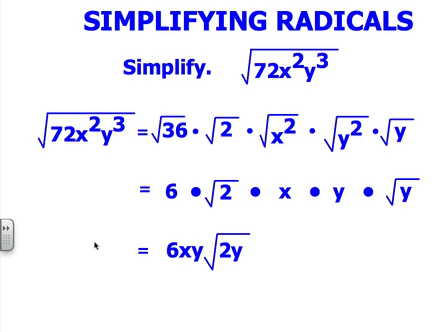 SIMPLIFYING RADICALS
Simplify. √72x²y³
√72x²y³ = √36 • √2 • √x² • √y² • √y
= 6 • √2 • x • y • √y
= 6xy√2y